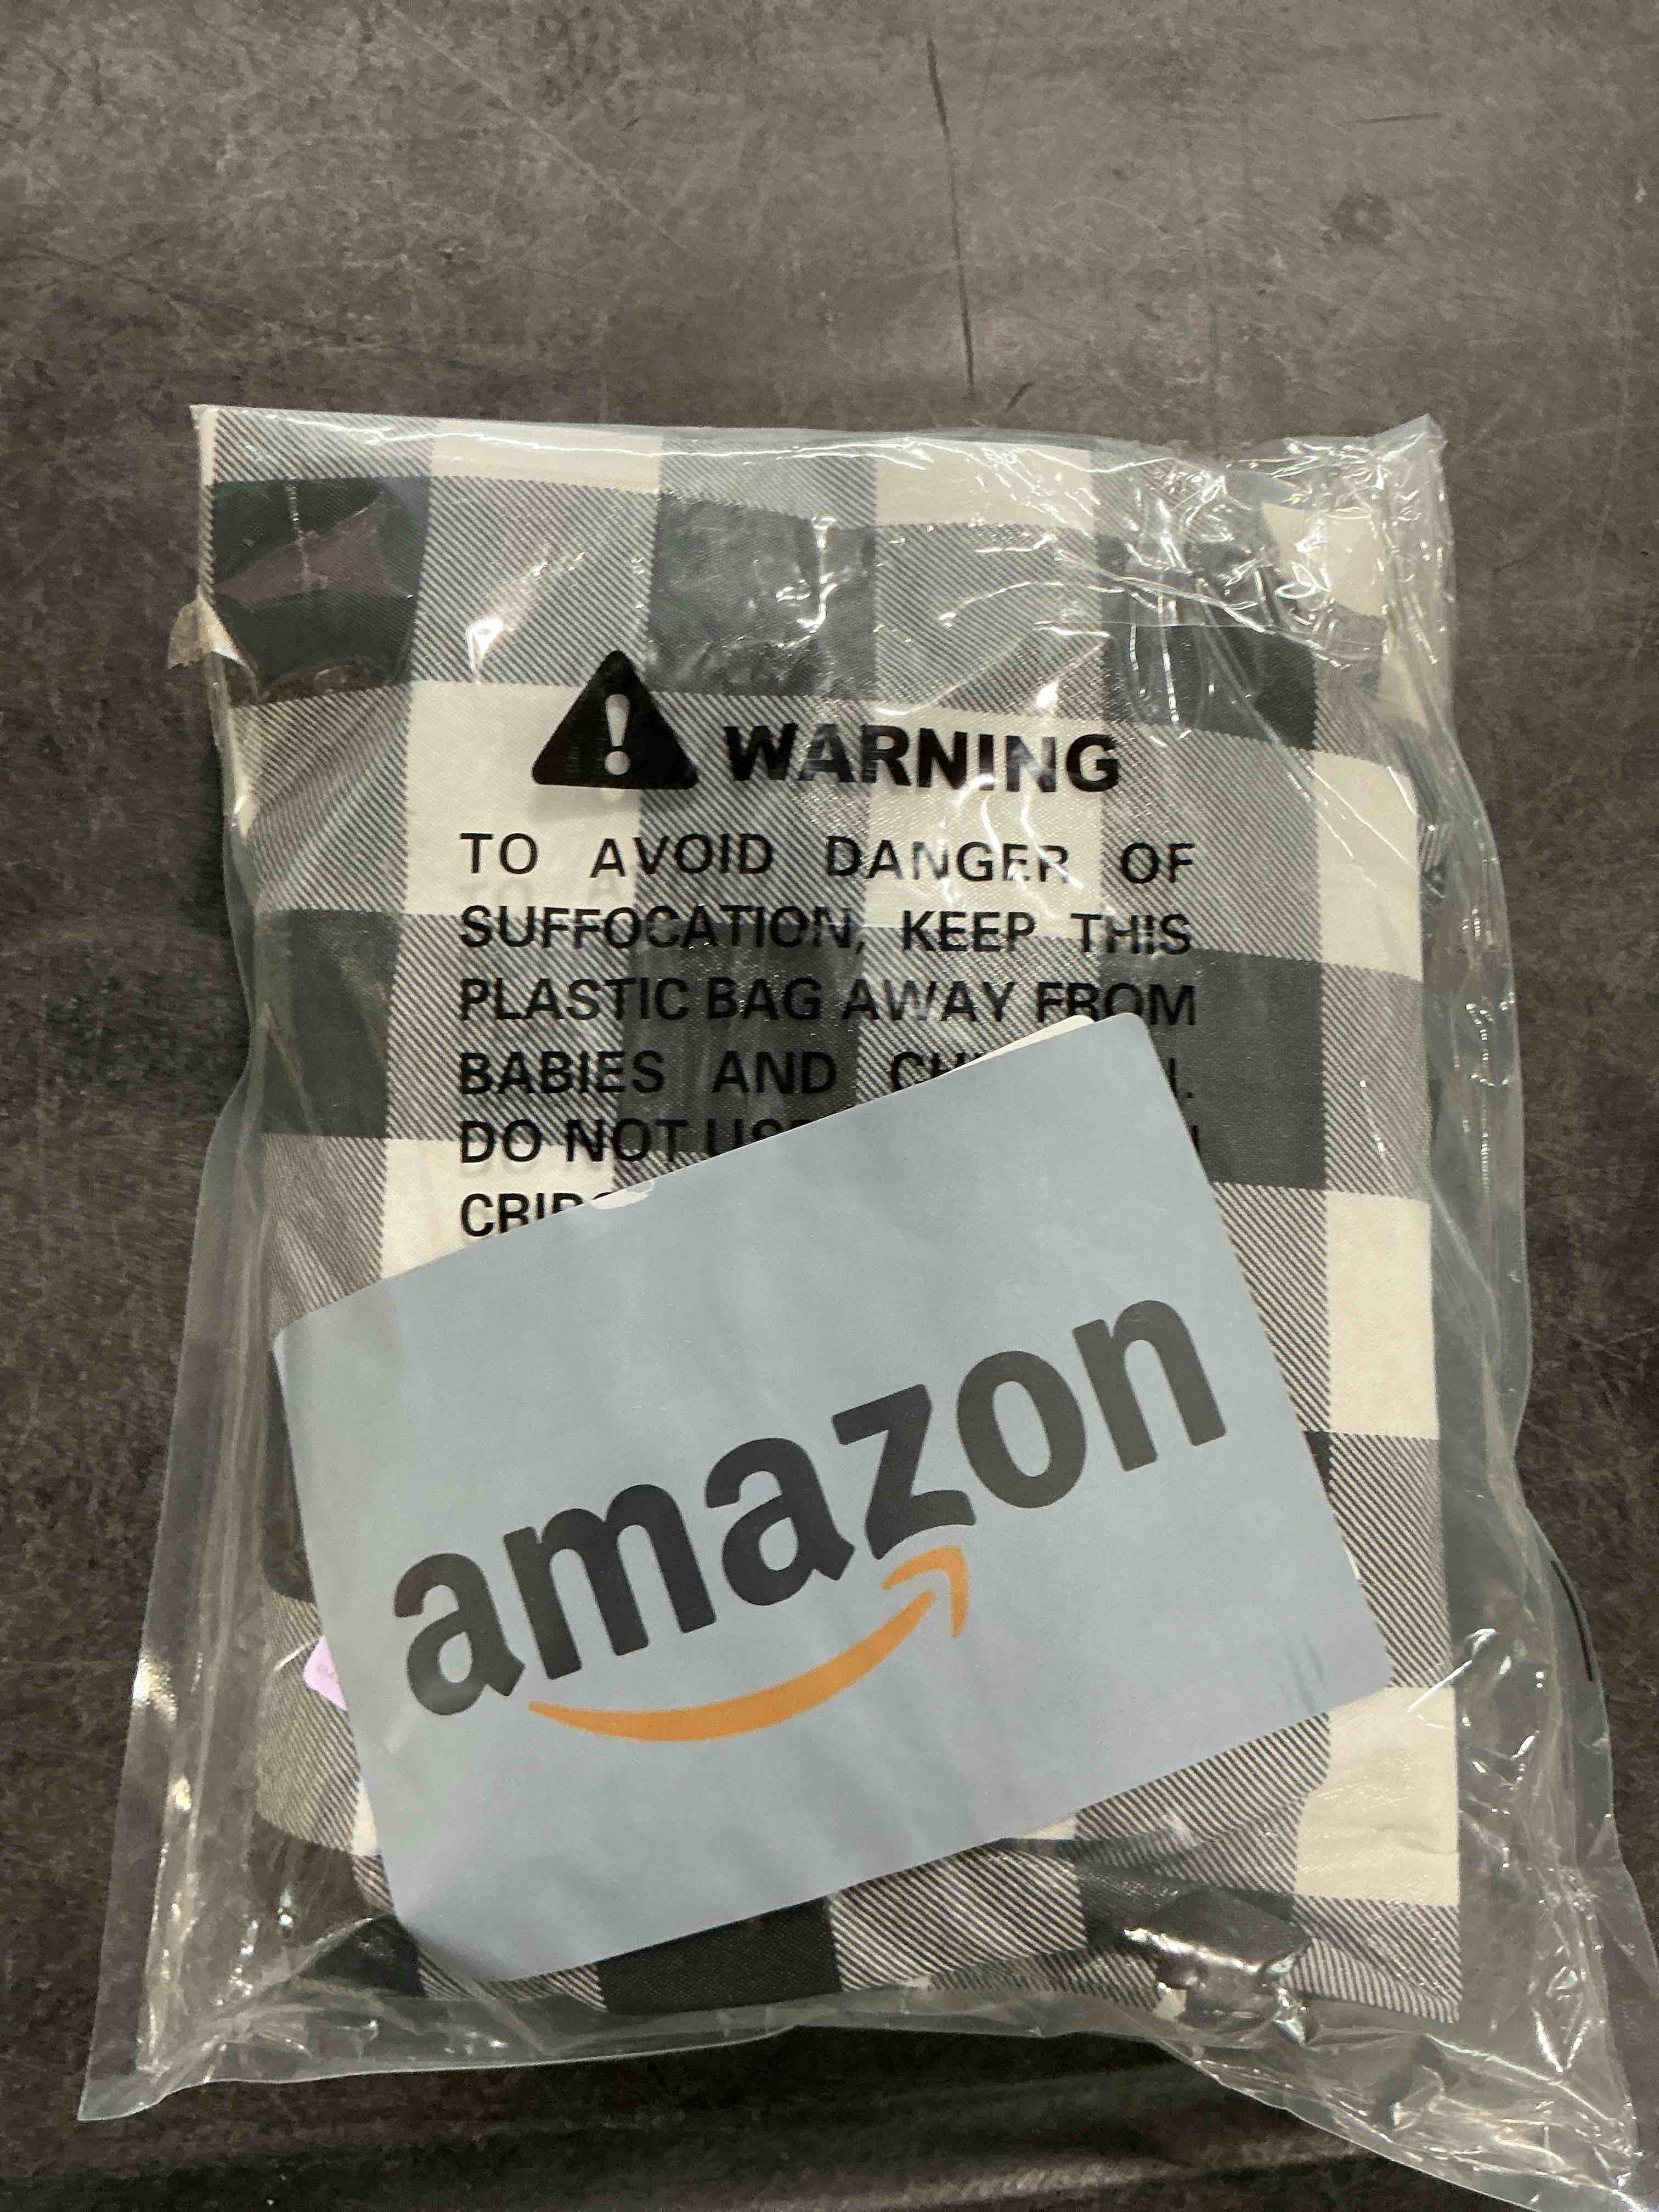 WARNING
TO AVOID DANGER OF
SUFFOCATION, KEEP THIS
PLASTIC BAG AWAY FROM
BABIES AND
DO NOT
amazon